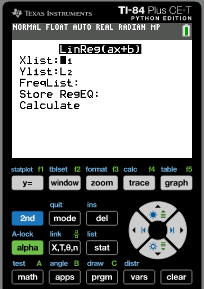 TEXAS INSTRUMENTS TI-84 Plus CE-T
PYTHON EDITION
NORMAL FLOAT AUTO REAL RADIAN MP
LinReg(ax+b)
Xlist:L₁
Ylist:L₂
FreqList:
Store RegEQ:
Calculate
statplot f1 tblset f2 format f3 calc f4 table f5
y= window zoom trace graph
quit ins
2nd mode del
A-lock link list
alpha X,T,θ,n stat
test A angle B draw C distr
math apps prgm vars clear